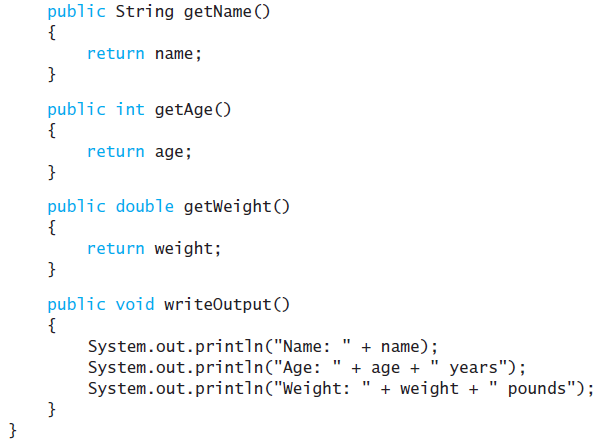 public String getName()
{
return name;
}
public int getAge()
{
return age;
}
public double getWeight()
{
return weight;
}
public void writeOutput()
{
System.out.println("Name: " + name);
System.out.println("Age: " + age + " years");
System.out.println("Weight: " + weight + " pounds");
}
}